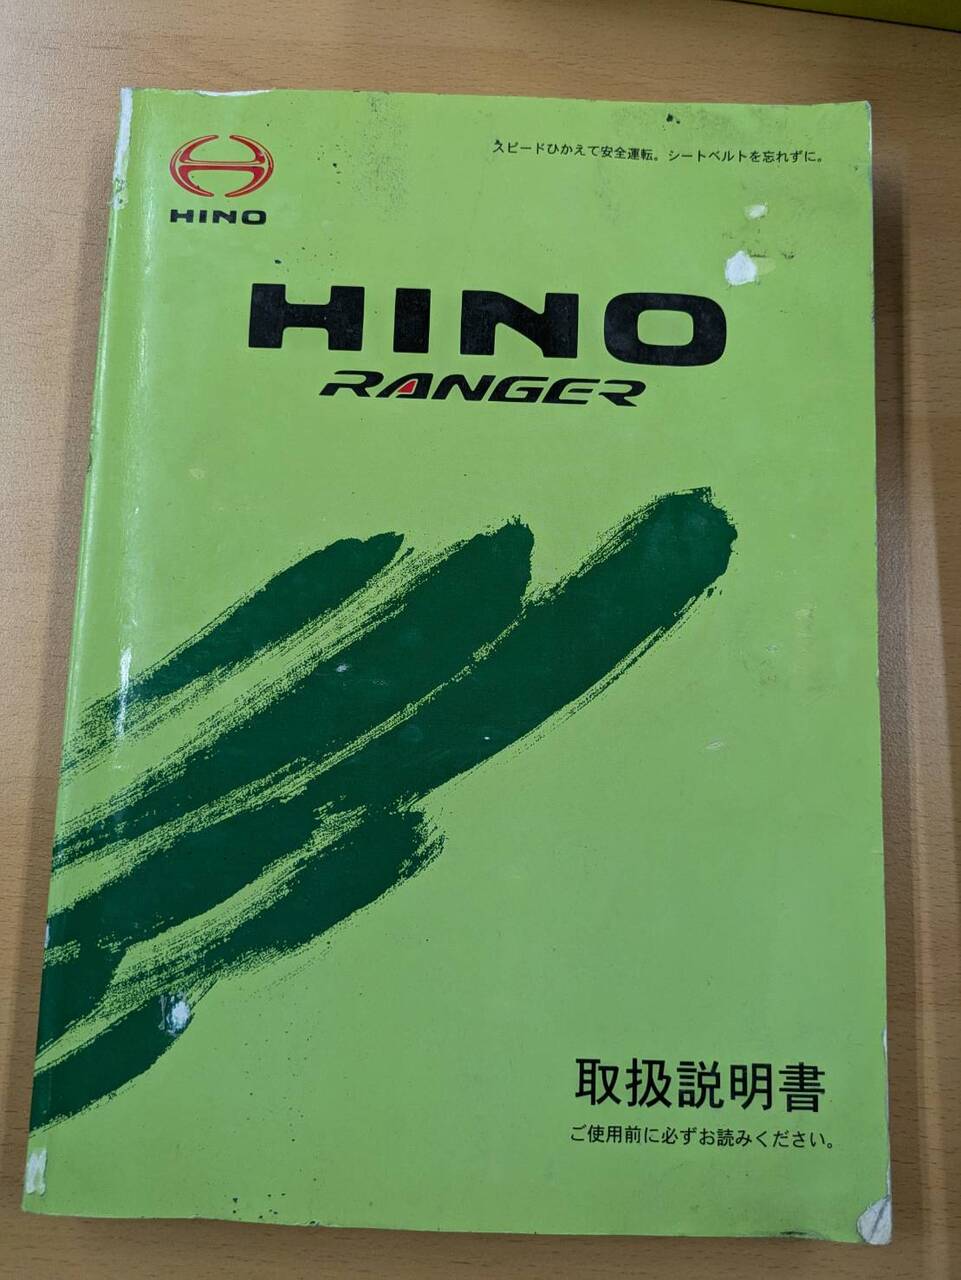 HINO
スピードひかえて安全運転。シートベルトを忘れずに。
HINO
RANGER
取扱説明書
ご使用前に必ずお読みください。